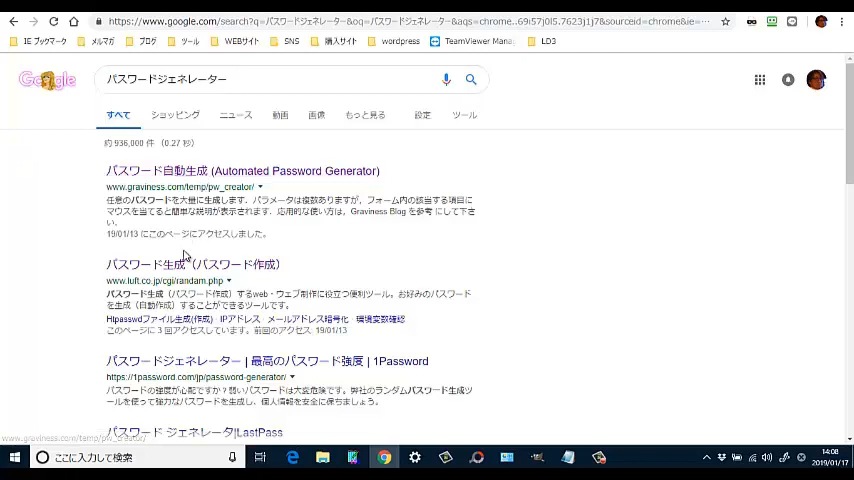 https://www.google.com/search?q=パスワードジェネレーター&oq=パスワードジェネレーター&aqs=chrome..69i57j0l5.7623j1j7&sourceid=chrome&ie=...
IE ブックマーク メルマガ ブログ ツール WEBサイト SNS 購入サイト wordpress TeamViewer Mana LD3
Google パスワードジェネレーター
すべて ショッピング ニュース 動画 画像 もっと見る 設定 ツール
約 936,000 件 (0.27 秒)
パスワード自動生成 (Automated Password Generator)
www.graviness.com/temp/pw_creator/
任意のパスワードを大量に生成します．パラメータは複数ありますが，フォーム内の該当する項目に
マウスを当てると簡単な説明が表示されます．応用的な使い方は，Graviness Blog を参考 にして下さ
い．
19/01/13 にこのページにアクセスしました。
パスワード生成（パスワード作成）
www.luft.co.jp/cgi/randam.php
パスワード生成（パスワード作成）するweb・ウェブ制作に役立つ便利ツール。お好みのパスワード
を生成（自動作成）することができるツールです。
Htpasswdファイル生成(作成) · IPアドレス · メールアドレス暗号化 · 環境変数確認
このページに 3 回アクセスしています。前回のアクセス: 19/01/13
パスワードジェネレーター | 最高のパスワード強度 | 1Password
https://1password.com/jp/password-generator/
パスワードの強度が心配ですか？弱いパスワードは大変危険です。弊社のランダムパスワード生成ツ
ールを使って強力なパスワードを生成し、個人情報を安全に保ちましょう。
パスワード ジェネレータ|LastPass
www.graviness.com/temp/pw_creator/
ここに入力して検索
14:08
2019/01/17